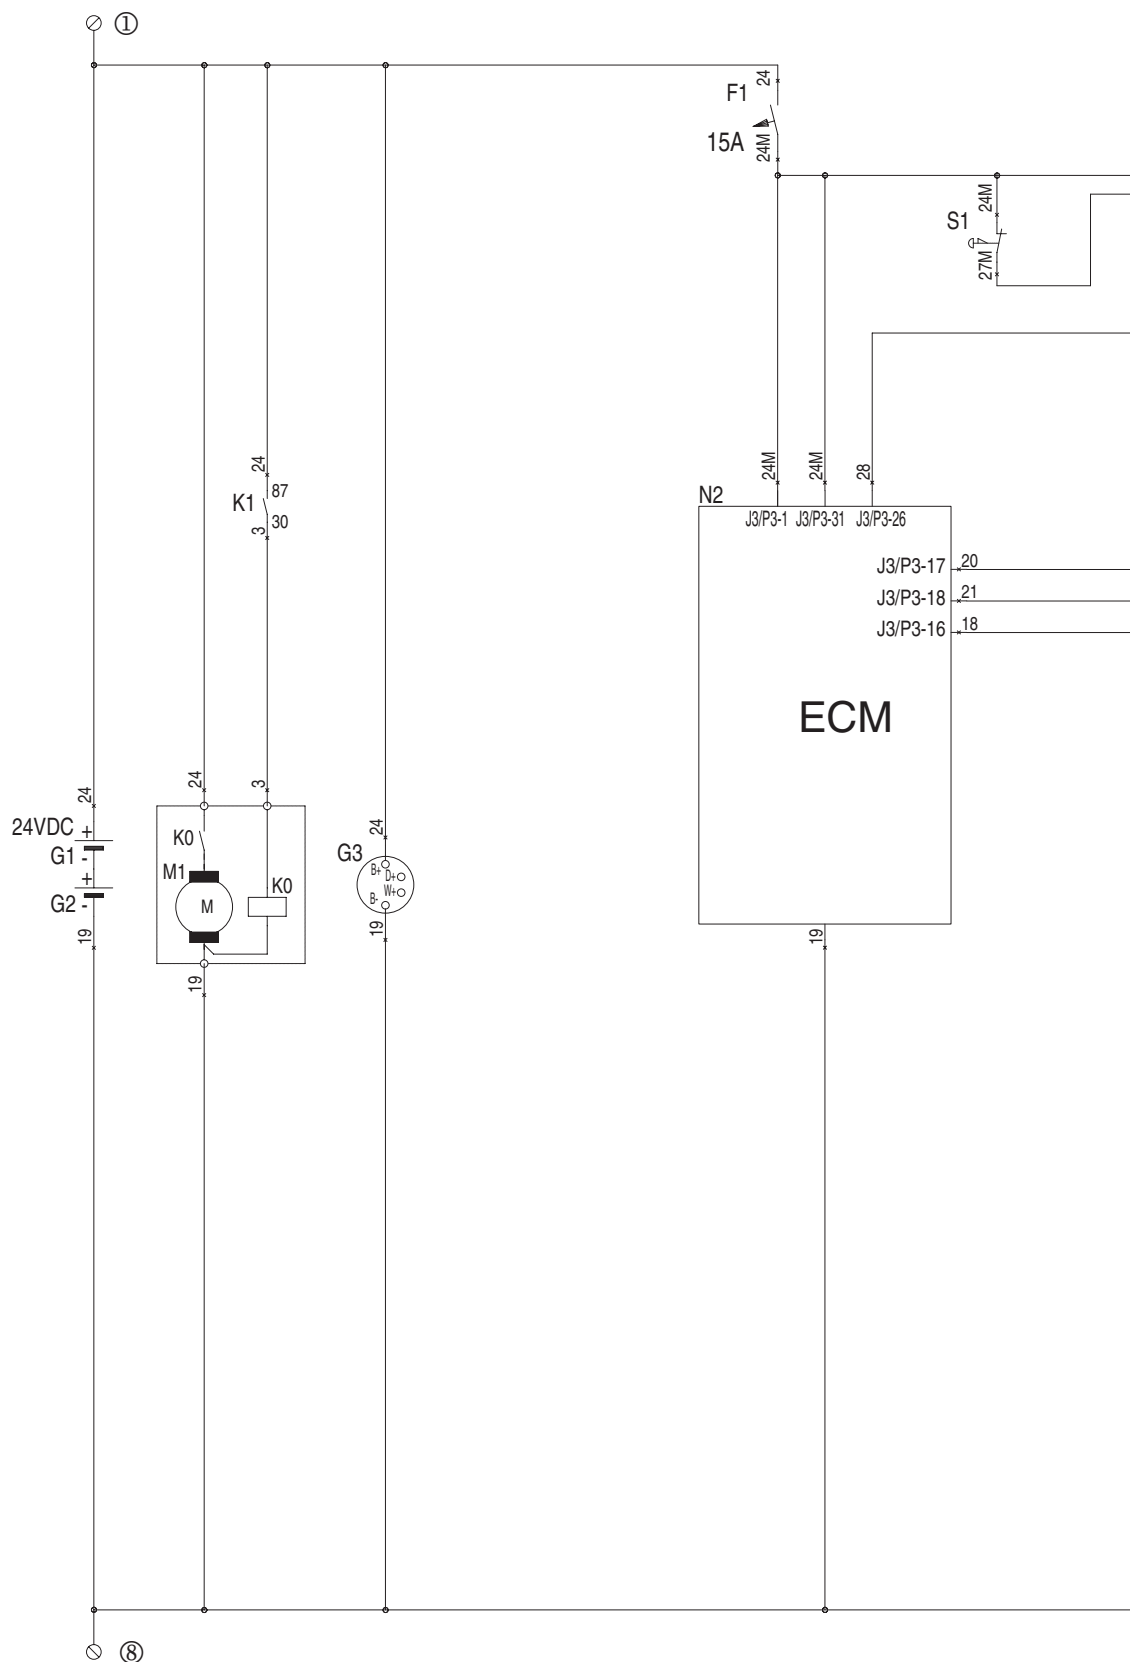 ①
24
F1
15A
24M
24M
S1
27M
24
87
K1
30
3
24M
24M
28
N2
J3/P3-1 J3/P3-31 J3/P3-26
J3/P3-17 20
J3/P3-18 21
J3/P3-16 18
ECM
24
24
3
24VDC +
G1 -
+
G2 -
19
K0
M1
M
K0
19
24
G3
B+
D+
W+
B-
19
19
⑧